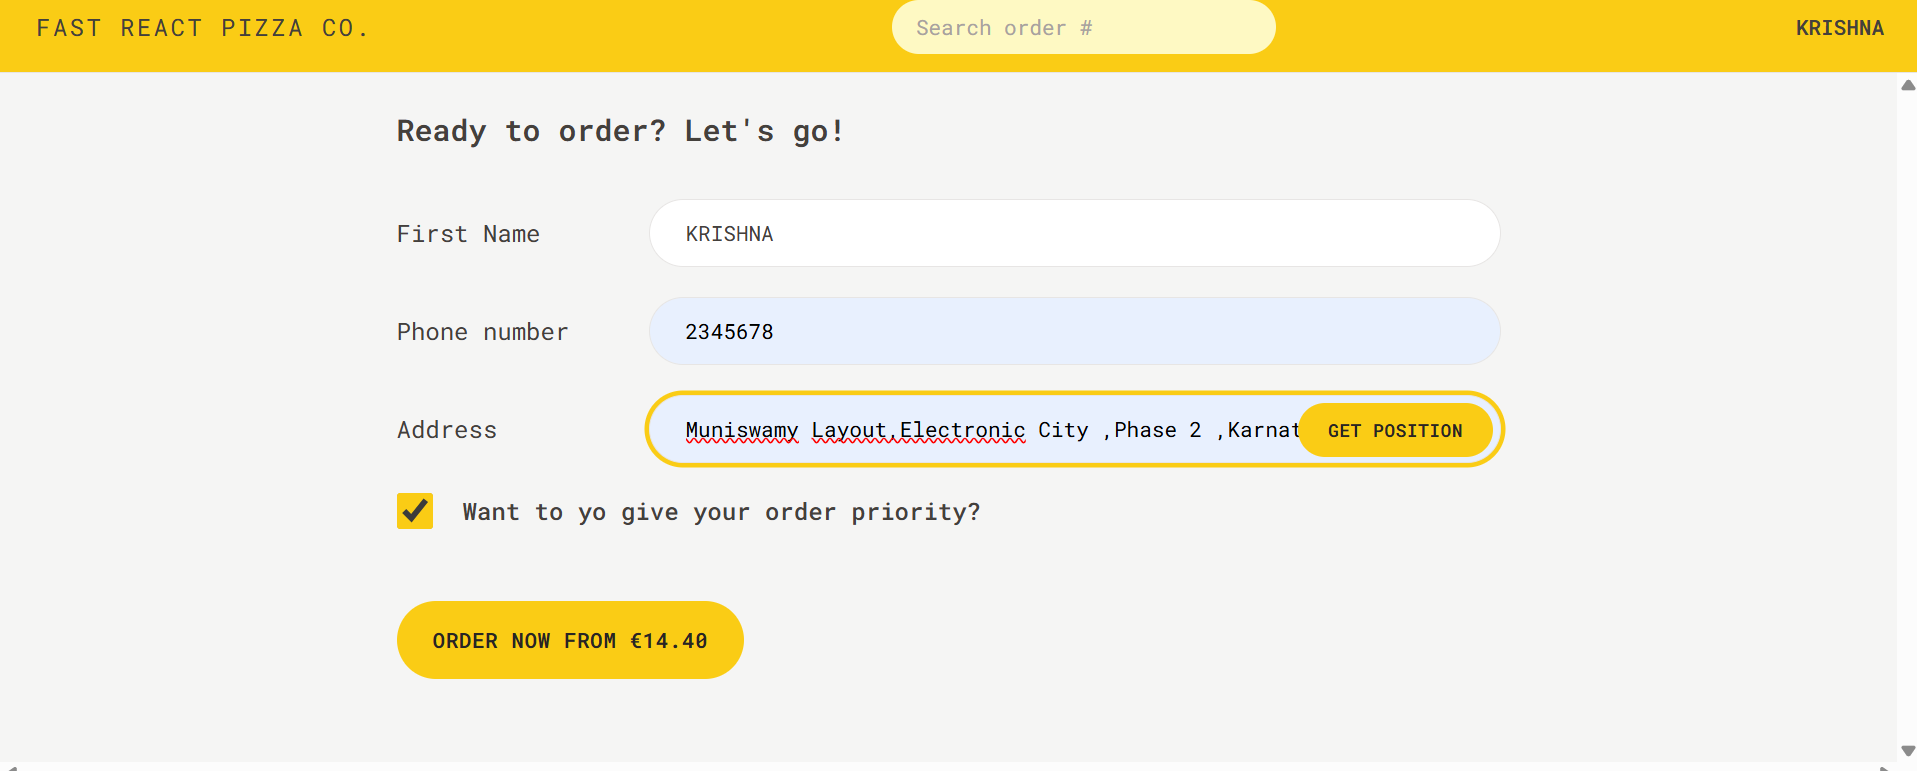 FAST REACT PIZZA CO.
Search order #
KRISHNA
Ready to order? Let's go!
First Name
KRISHNA
Phone number
2345678
Address
Muniswamy Layout,Electronic City ,Phase 2 ,Karnat
GET POSITION
Want to yo give your order priority?
ORDER NOW FROM €14.40